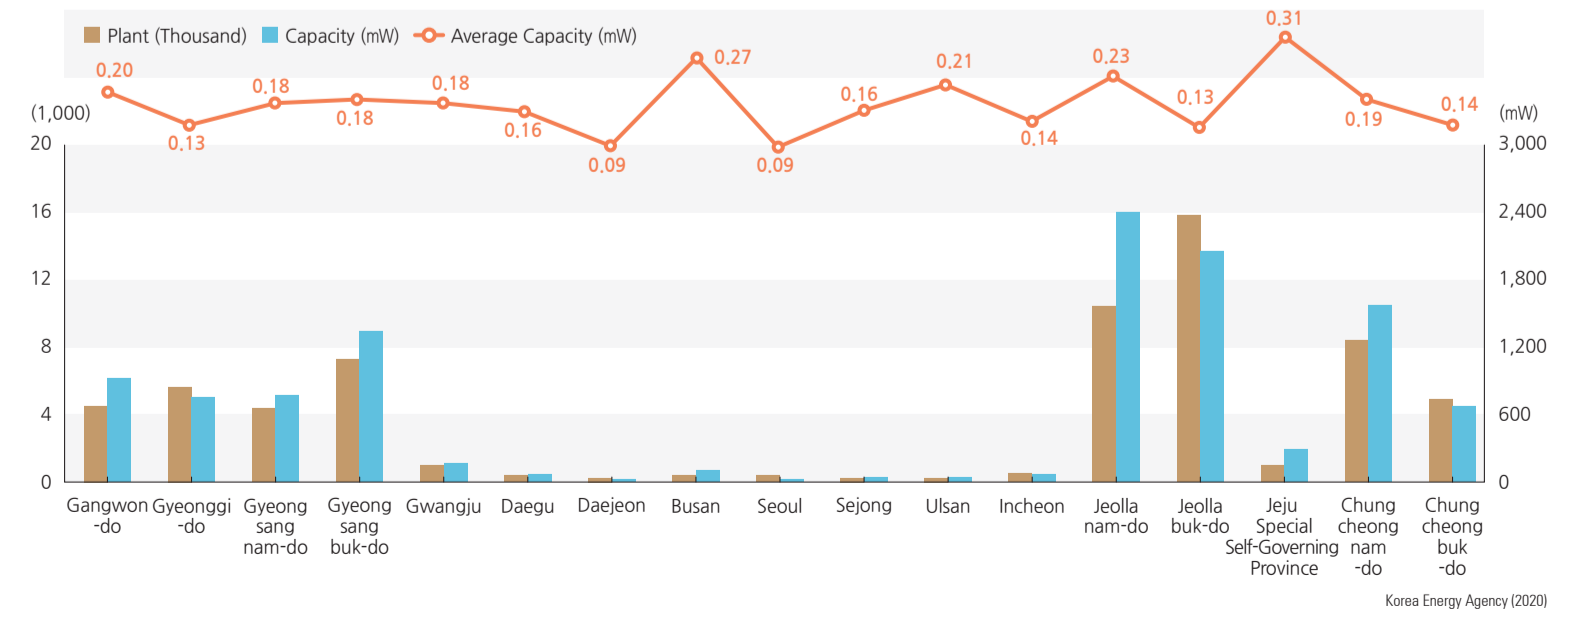 Plant (Thousand) Capacity (mW) Average Capacity (mW)
0.20 0.13 0.18 0.18 0.18 0.16 0.09 0.27 0.09 0.16 0.21 0.14 0.23 0.13 0.31 0.19 0.14
(1,000)
20
16
12
8
4
0
(mW)
3,000
2,400
1,800
1,200
600
0
Gangwon
-do
Gyeonggi
-do
Gyeong
sang
nam-do
Gyeong
sang
buk-do
Gwangju
Daegu
Daejeon
Busan
Seoul
Sejong
Ulsan
Incheon
Jeolla
nam-do
Jeolla
buk-do
Jeju
Special
Self-Governing
Province
Chung
cheong
nam
-do
Chung
cheong
buk
-do
Korea Energy Agency (2020)